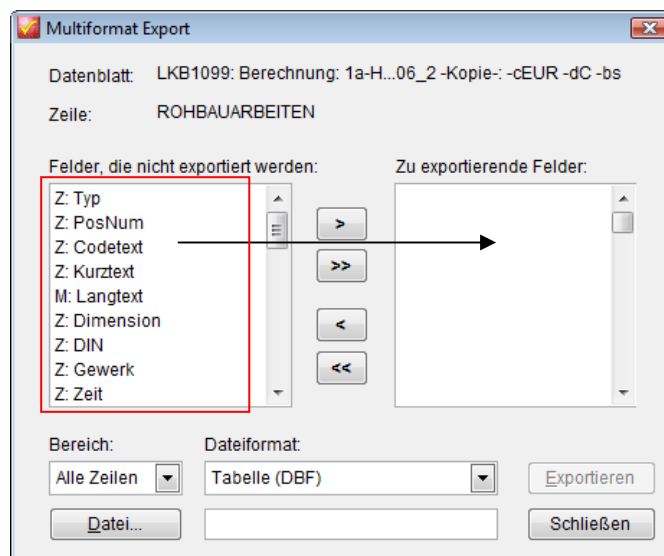 Multiformat Export
Datenblatt: LKB1099: Berechnung: 1a-H...06_2 -Kopie-: -cEUR -dC -bs
Zeile: ROHBAUARBEITEN
Felder, die nicht exportiert werden: Zu exportierende Felder:
Z: Typ
Z: PosNum
Z: Codetext
Z: Kurztext
M: Langtext
Z: Dimension
Z: DIN
Z: Gewerk
Z: Zeit
>
>>
<
<<
Bereich: Dateiformat:
Alle Zeilen Tabelle (DBF) Exportieren
Datei... Schließen